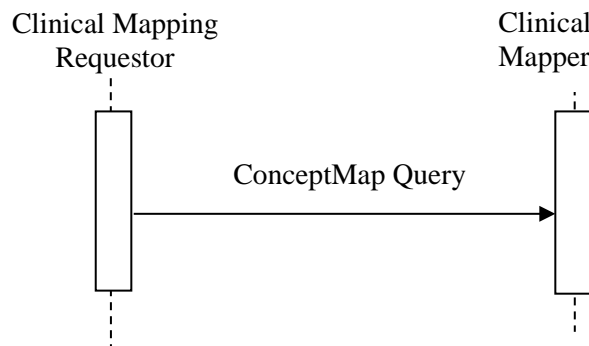 Clinical Mapping
Requestor
Clinical
Mapper
ConceptMap Query